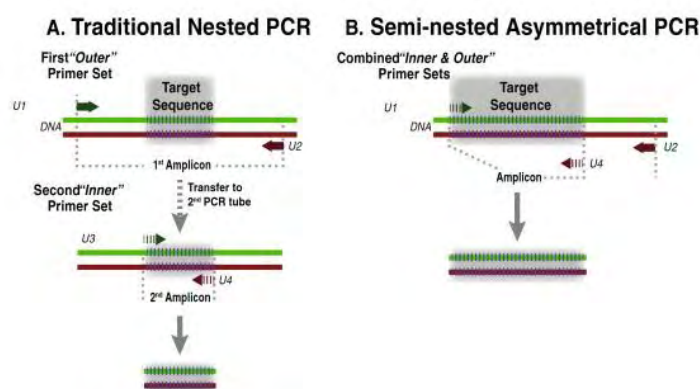 A. Traditional Nested PCR
First"Outer"
Primer Set
Target
Sequence
U1
DNA
U2
1st Amplicon
Second"Inner"
Primer Set
Transfer to
2nd PCR tube
U3
U4
2nd Amplicon
B. Semi-nested Asymmetrical PCR
Combined"Inner & Outer"
Primer Sets
Target
Sequence
U1
DNA
U2
U4
Amplicon